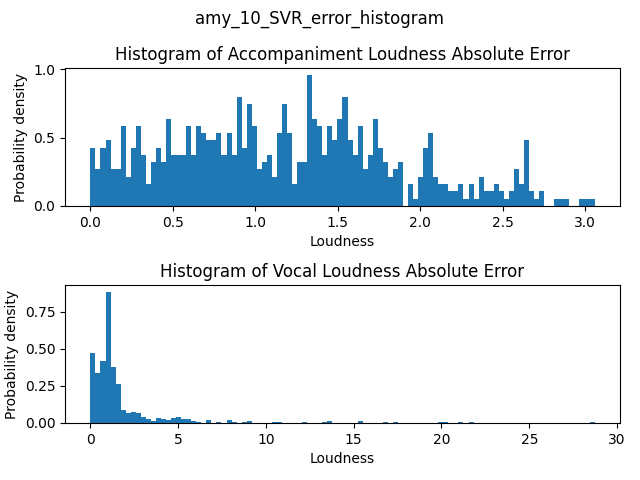 amy_10_SVR_error_histogram
Histogram of Accompaniment Loudness Absolute Error
Probability density
1.0
0.5
0.0
0.0 0.5 1.0 1.5 2.0 2.5 3.0
Loudness
Histogram of Vocal Loudness Absolute Error
Probability density
0.75
0.50
0.25
0.00
0 5 10 15 20 25 30
Loudness